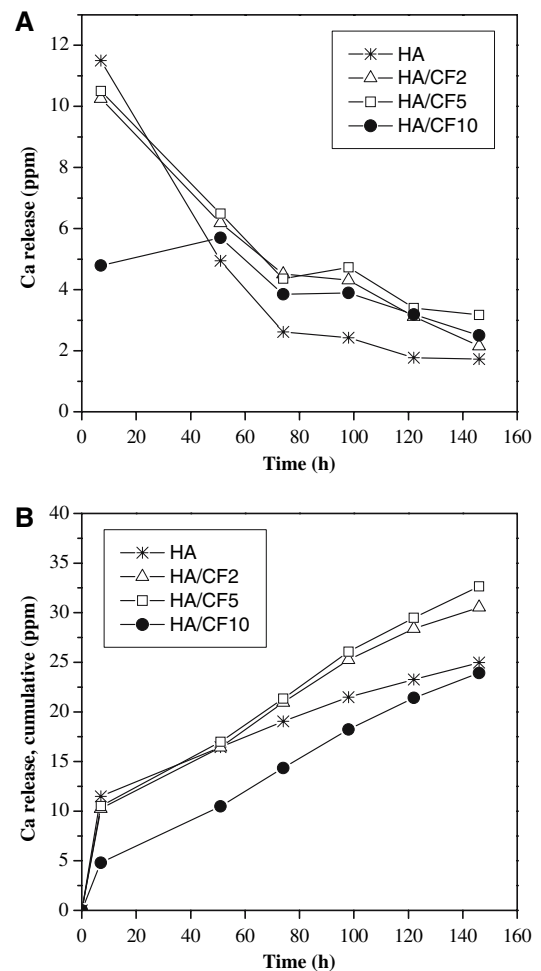 A
12
10
8
6
4
2
0
Ca release (ppm)
HA
HA/CF2
HA/CF5
HA/CF10
0 20 40 60 80 100 120 140 160
Time (h)
B
40
35
30
25
20
15
10
5
0
Ca release, cumulative (ppm)
HA
HA/CF2
HA/CF5
HA/CF10
0 20 40 60 80 100 120 140 160
Time (h)